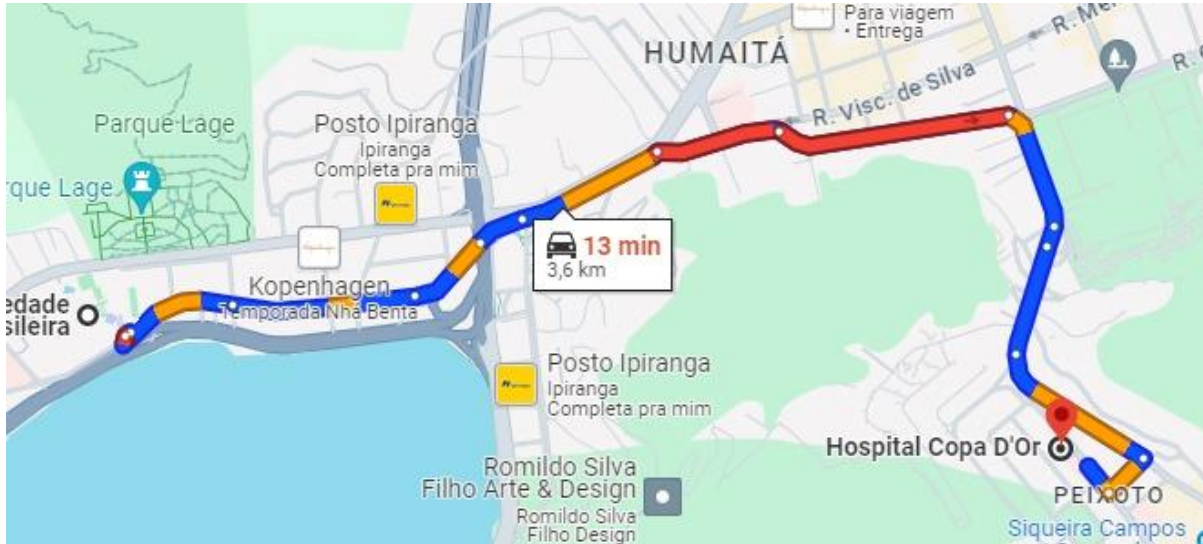 Para viagem
• Entrega
HUMAITÁ
R. Visc. de Silva
Parque Lage
rque Lage
Posto Ipiranga
Ipiranga
Completa pra mim
13 min
3,6 km
Kopenhagen
Temporada Nhá Benta
edade
sileira
Posto Ipiranga
Ipiranga
Completa pra mim
Hospital Copa D'Or
Romildo Silva
Filho Arte & Design
Romildo Silva
Filho Design
PEIXOTO
Siqueira Campos